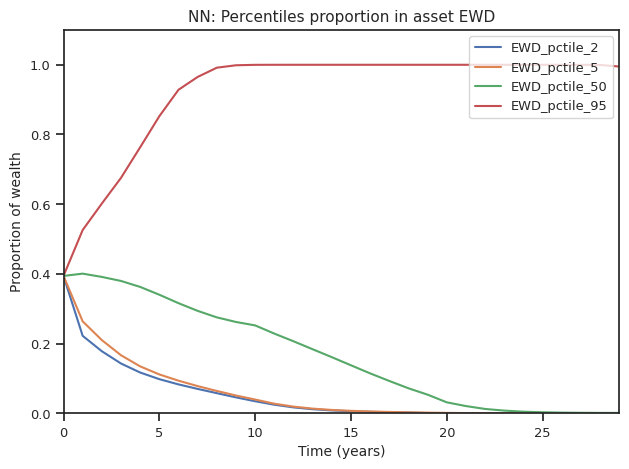 NN: Percentiles proportion in asset EWD
EWD_pctile_2
EWD_pctile_5
EWD_pctile_50
EWD_pctile_95
Proportion of wealth
1.0
0.8
0.6
0.4
0.2
0.0
0 5 10 15 20 25
Time (years)